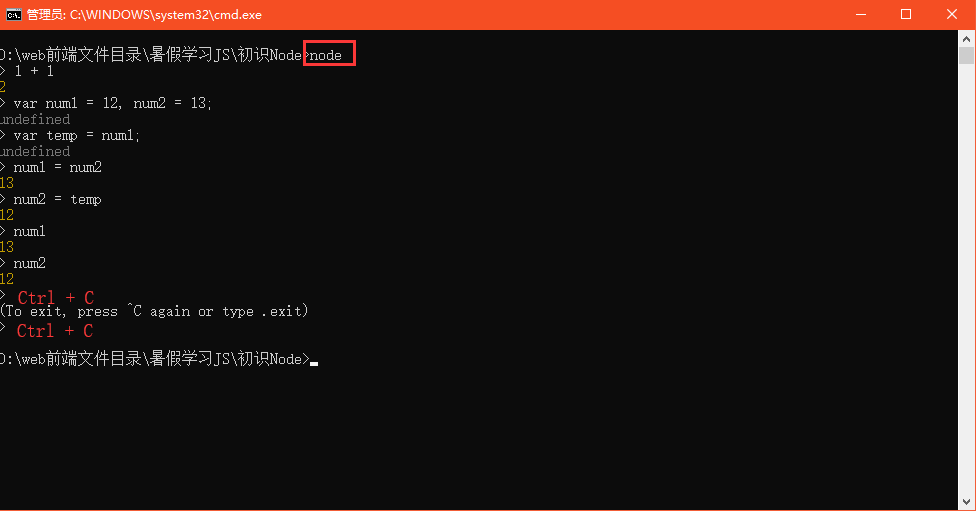 管理员: C:\WINDOWS\system32\cmd.exe
D:\web前端文件目录\暑假学习JS\初识Node>node
> 1 + 1
2
> var num1 = 12, num2 = 13;
undefined
> var temp = num1;
undefined
> num1 = num2
13
> num2 = temp
12
> num1
13
> num2
12
> Ctrl + C
(To exit, press ^C again or type .exit)
> Ctrl + C
D:\web前端文件目录\暑假学习JS\初识Node>